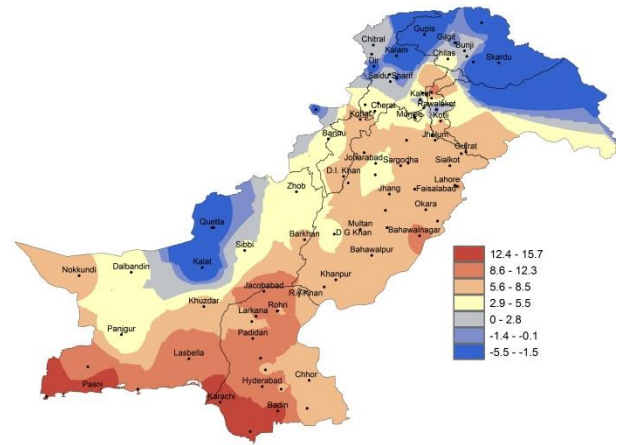 Gupis
Gilgit
Chitral
Bunji
Kalam
Chilas
Dir
Skardu
Saidu Sharif
Kakul
Cherat
Rawalakot
Kohat
Murree
Kotli
Bannu
Jhelum
Gujrat
Joharabad
Sargodha
Sialkot
D.I. Khan
Zhob
Lahore
Jhang
Faisalabad
Okara
Quetta
Multan
Barkhan
D G Khan
Bahawalnagar
Sibbi
Bahawalpur
Kalat
Nokkundi
Dalbandin
Khanpur
Jacobabad
R.Y.Khan
Khuzdar
Larkana
Rohri
Panjgur
Padidan
Lasbella
Pasni
Hyderabad
Chhor
Karachi
Badin
12.4 - 15.7
8.6 - 12.3
5.6 - 8.5
2.9 - 5.5
0 - 2.8
-1.4 - -0.1
-5.5 - -1.5